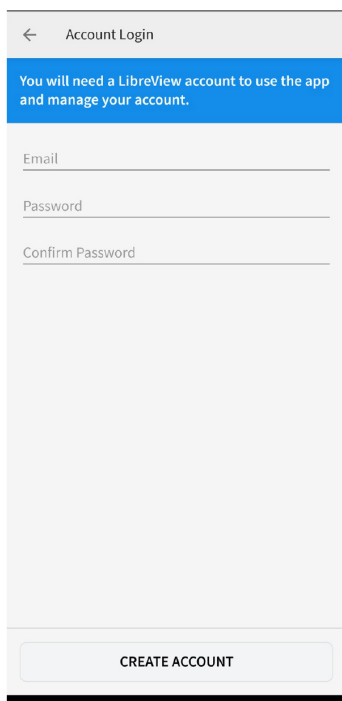 Account Login
You will need a LibreView account to use the app
and manage your account.
Email
Password
Confirm Password
CREATE ACCOUNT